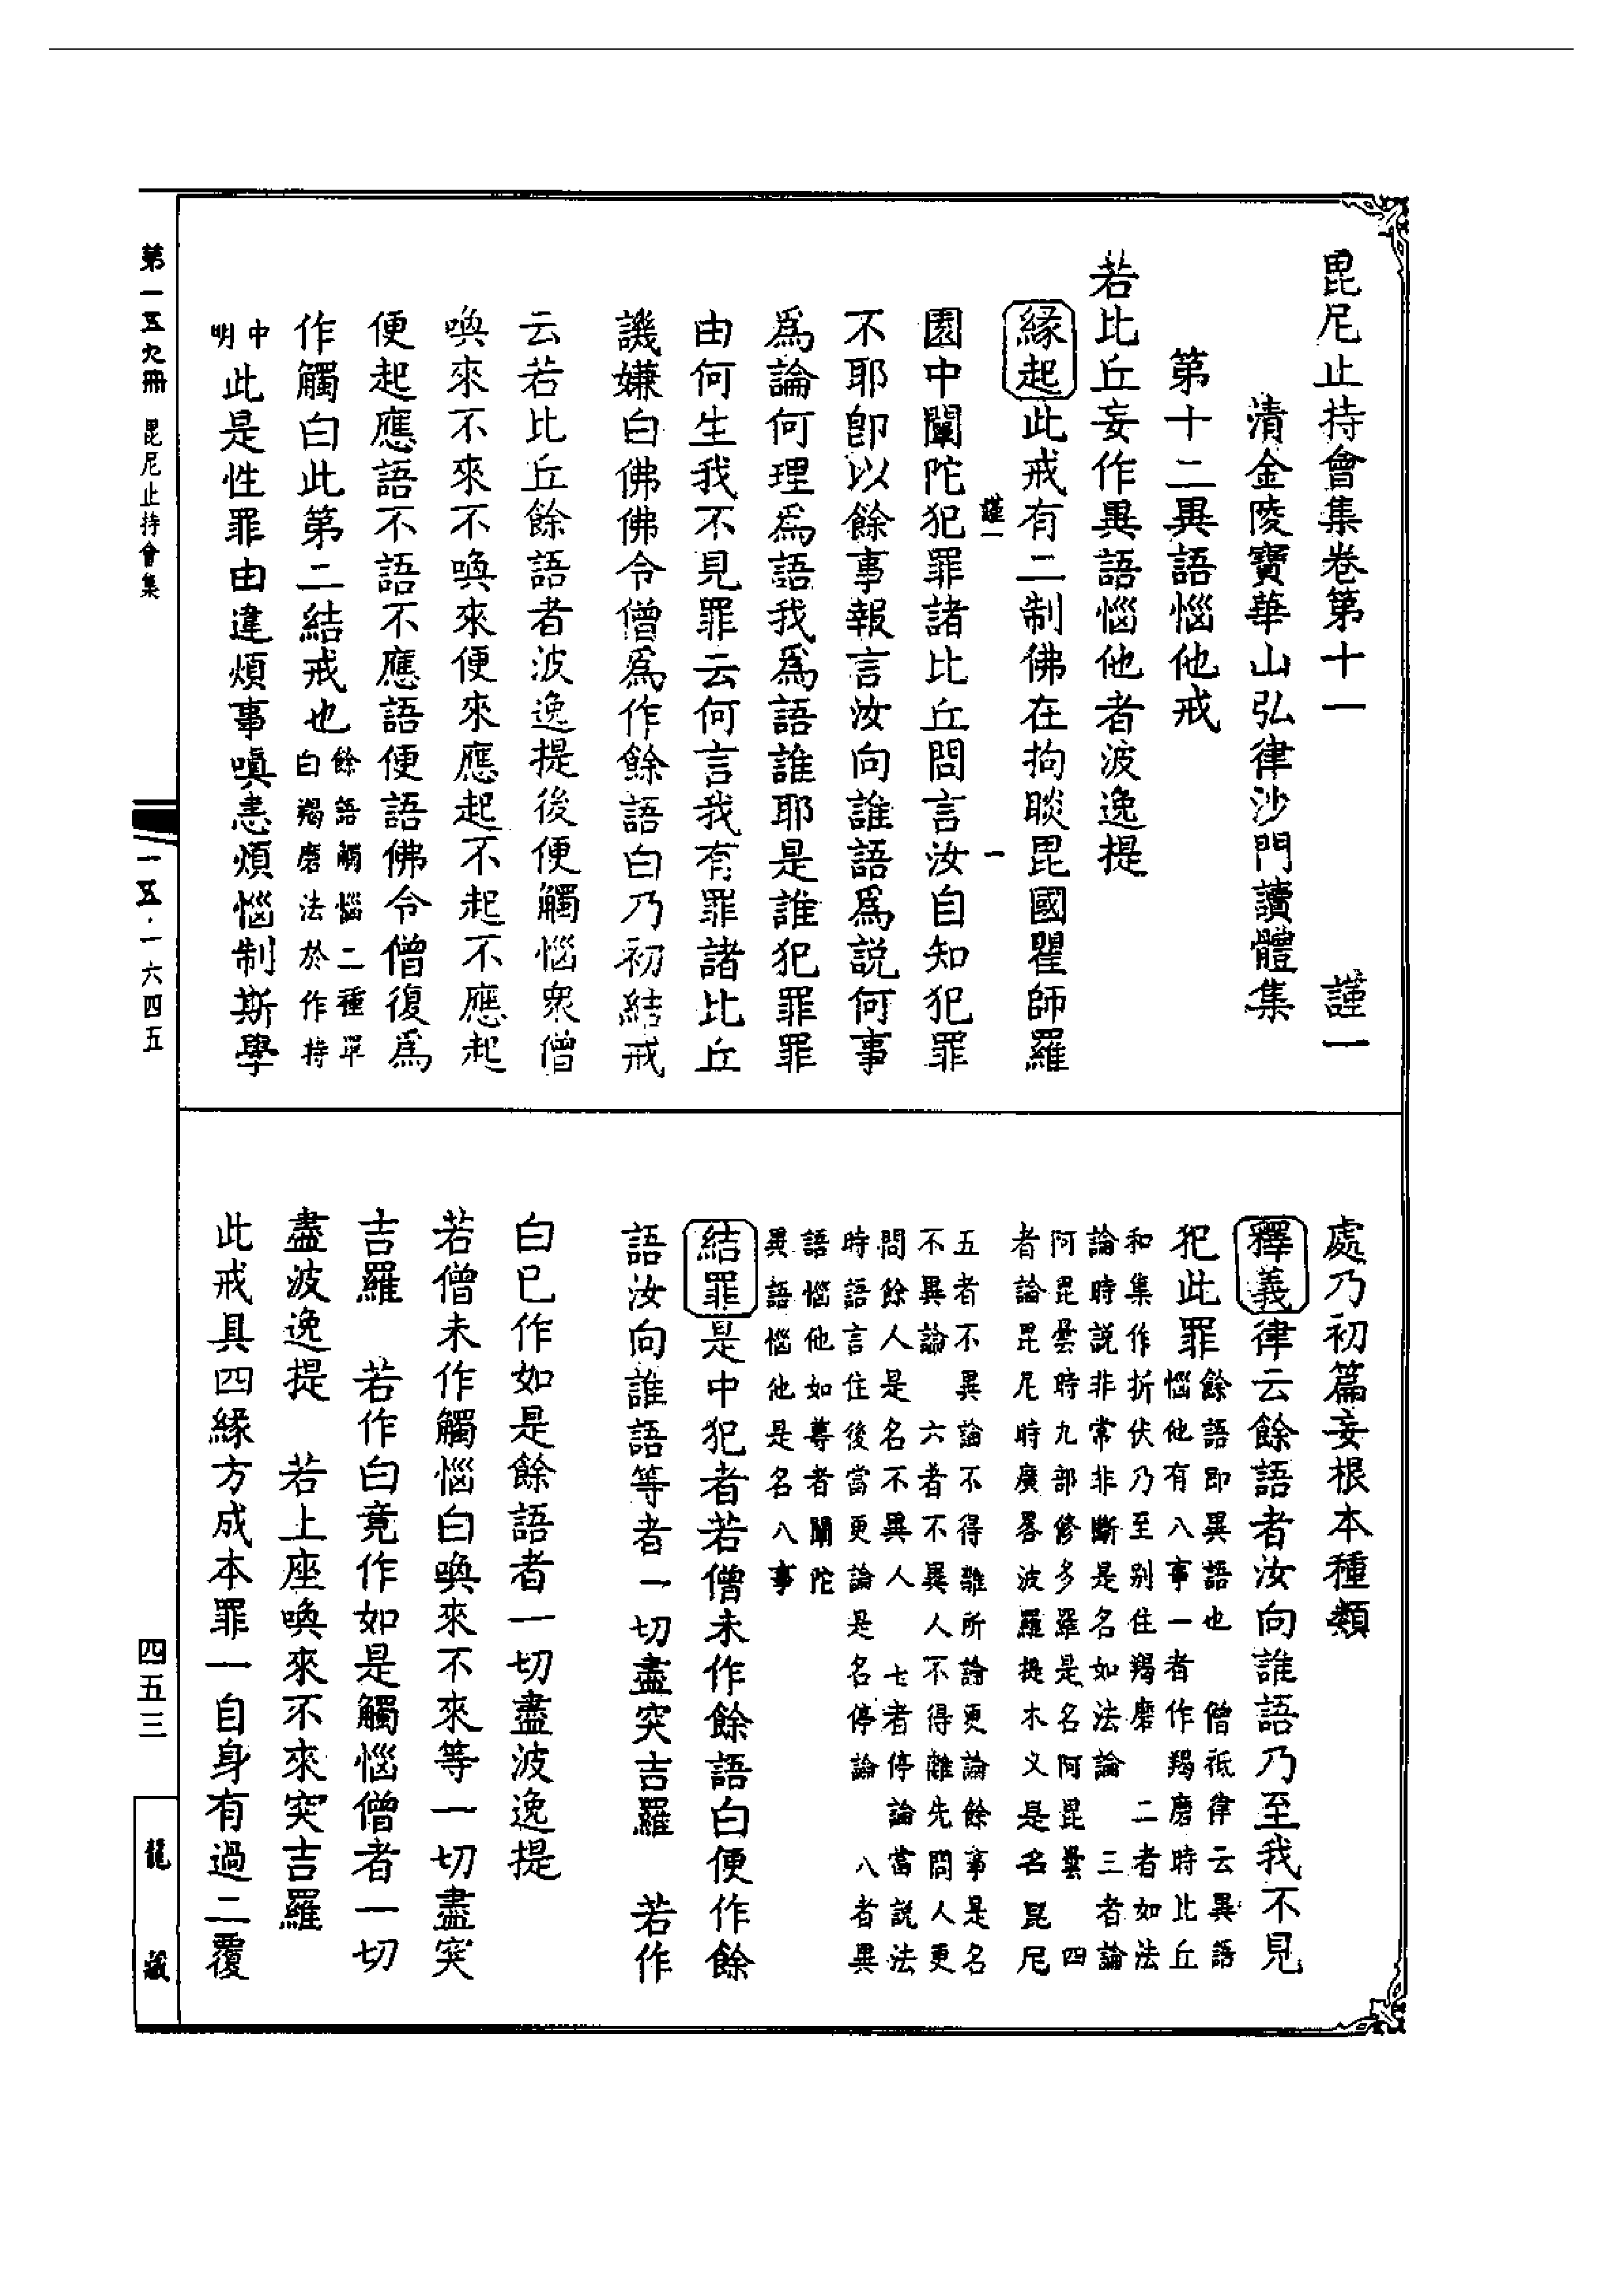 毘尼止持會集卷第十一　　謹一
清金陵寶華山弘律沙門讀體集
第十二異語惱他戒
若比丘妄作異語惱他者波逸提
緣起此戒有二制佛在拘睒毘國瞿師羅
謹一　一
園中闡陀犯罪諸比丘問言汝自知犯罪
不耶卽以餘事報言汝向誰語爲説何事
爲論何理爲語我爲語誰耶是誰犯罪罪
由何生我不見罪云何言我有罪諸比丘
譏嫌白佛佛令僧爲作餘語白乃初結戒
云若比丘餘語者波逸提後便觸惱衆僧
喚來不來不喚來便來應起不起不應起
便起應語不語不應語便語佛令僧復爲
作觸白此第二結戒也餘語觸惱二種單
白羯磨法於作持
中明此是性罪由違煩事嗔恚煩惱制斯學
處乃初篇妄根本種類
釋義律云餘語者汝向誰語乃至我不見
犯此罪餘語即異語也　僧祇律云異語
惱他有八事一者作羯磨時比丘
和集作折伏乃至別住羯磨　二者如法
論時説非常非斷是名如法論　三者論
阿毘曇時九部修多羅是名阿毘曇　四
者論毘尼時廣畧波羅提木叉是名毘尼
五者不異論不得離所論更論餘事是名
不異論　六者不異人不得離先問人更
問餘人是名不異人　七者停論當説法
時語言住後當更論是名停論　八者異
語惱他如尊者闡陀
異語惱他是名八事
結罪是中犯者若僧未作餘語白便作餘
語汝向誰語等者一切盡突吉羅　若作
白已作如是餘語者一切盡波逸提
若僧未作觸惱白喚來不來等一切盡突
吉羅　若作白竟作如是觸惱僧者一切
盡波逸提　若上座喚來不來突吉羅
此戒具四緣方成本罪一自身有過二覆
第一五九冊　毘尼止持會集　一五·一六四五　四五三　龍藏